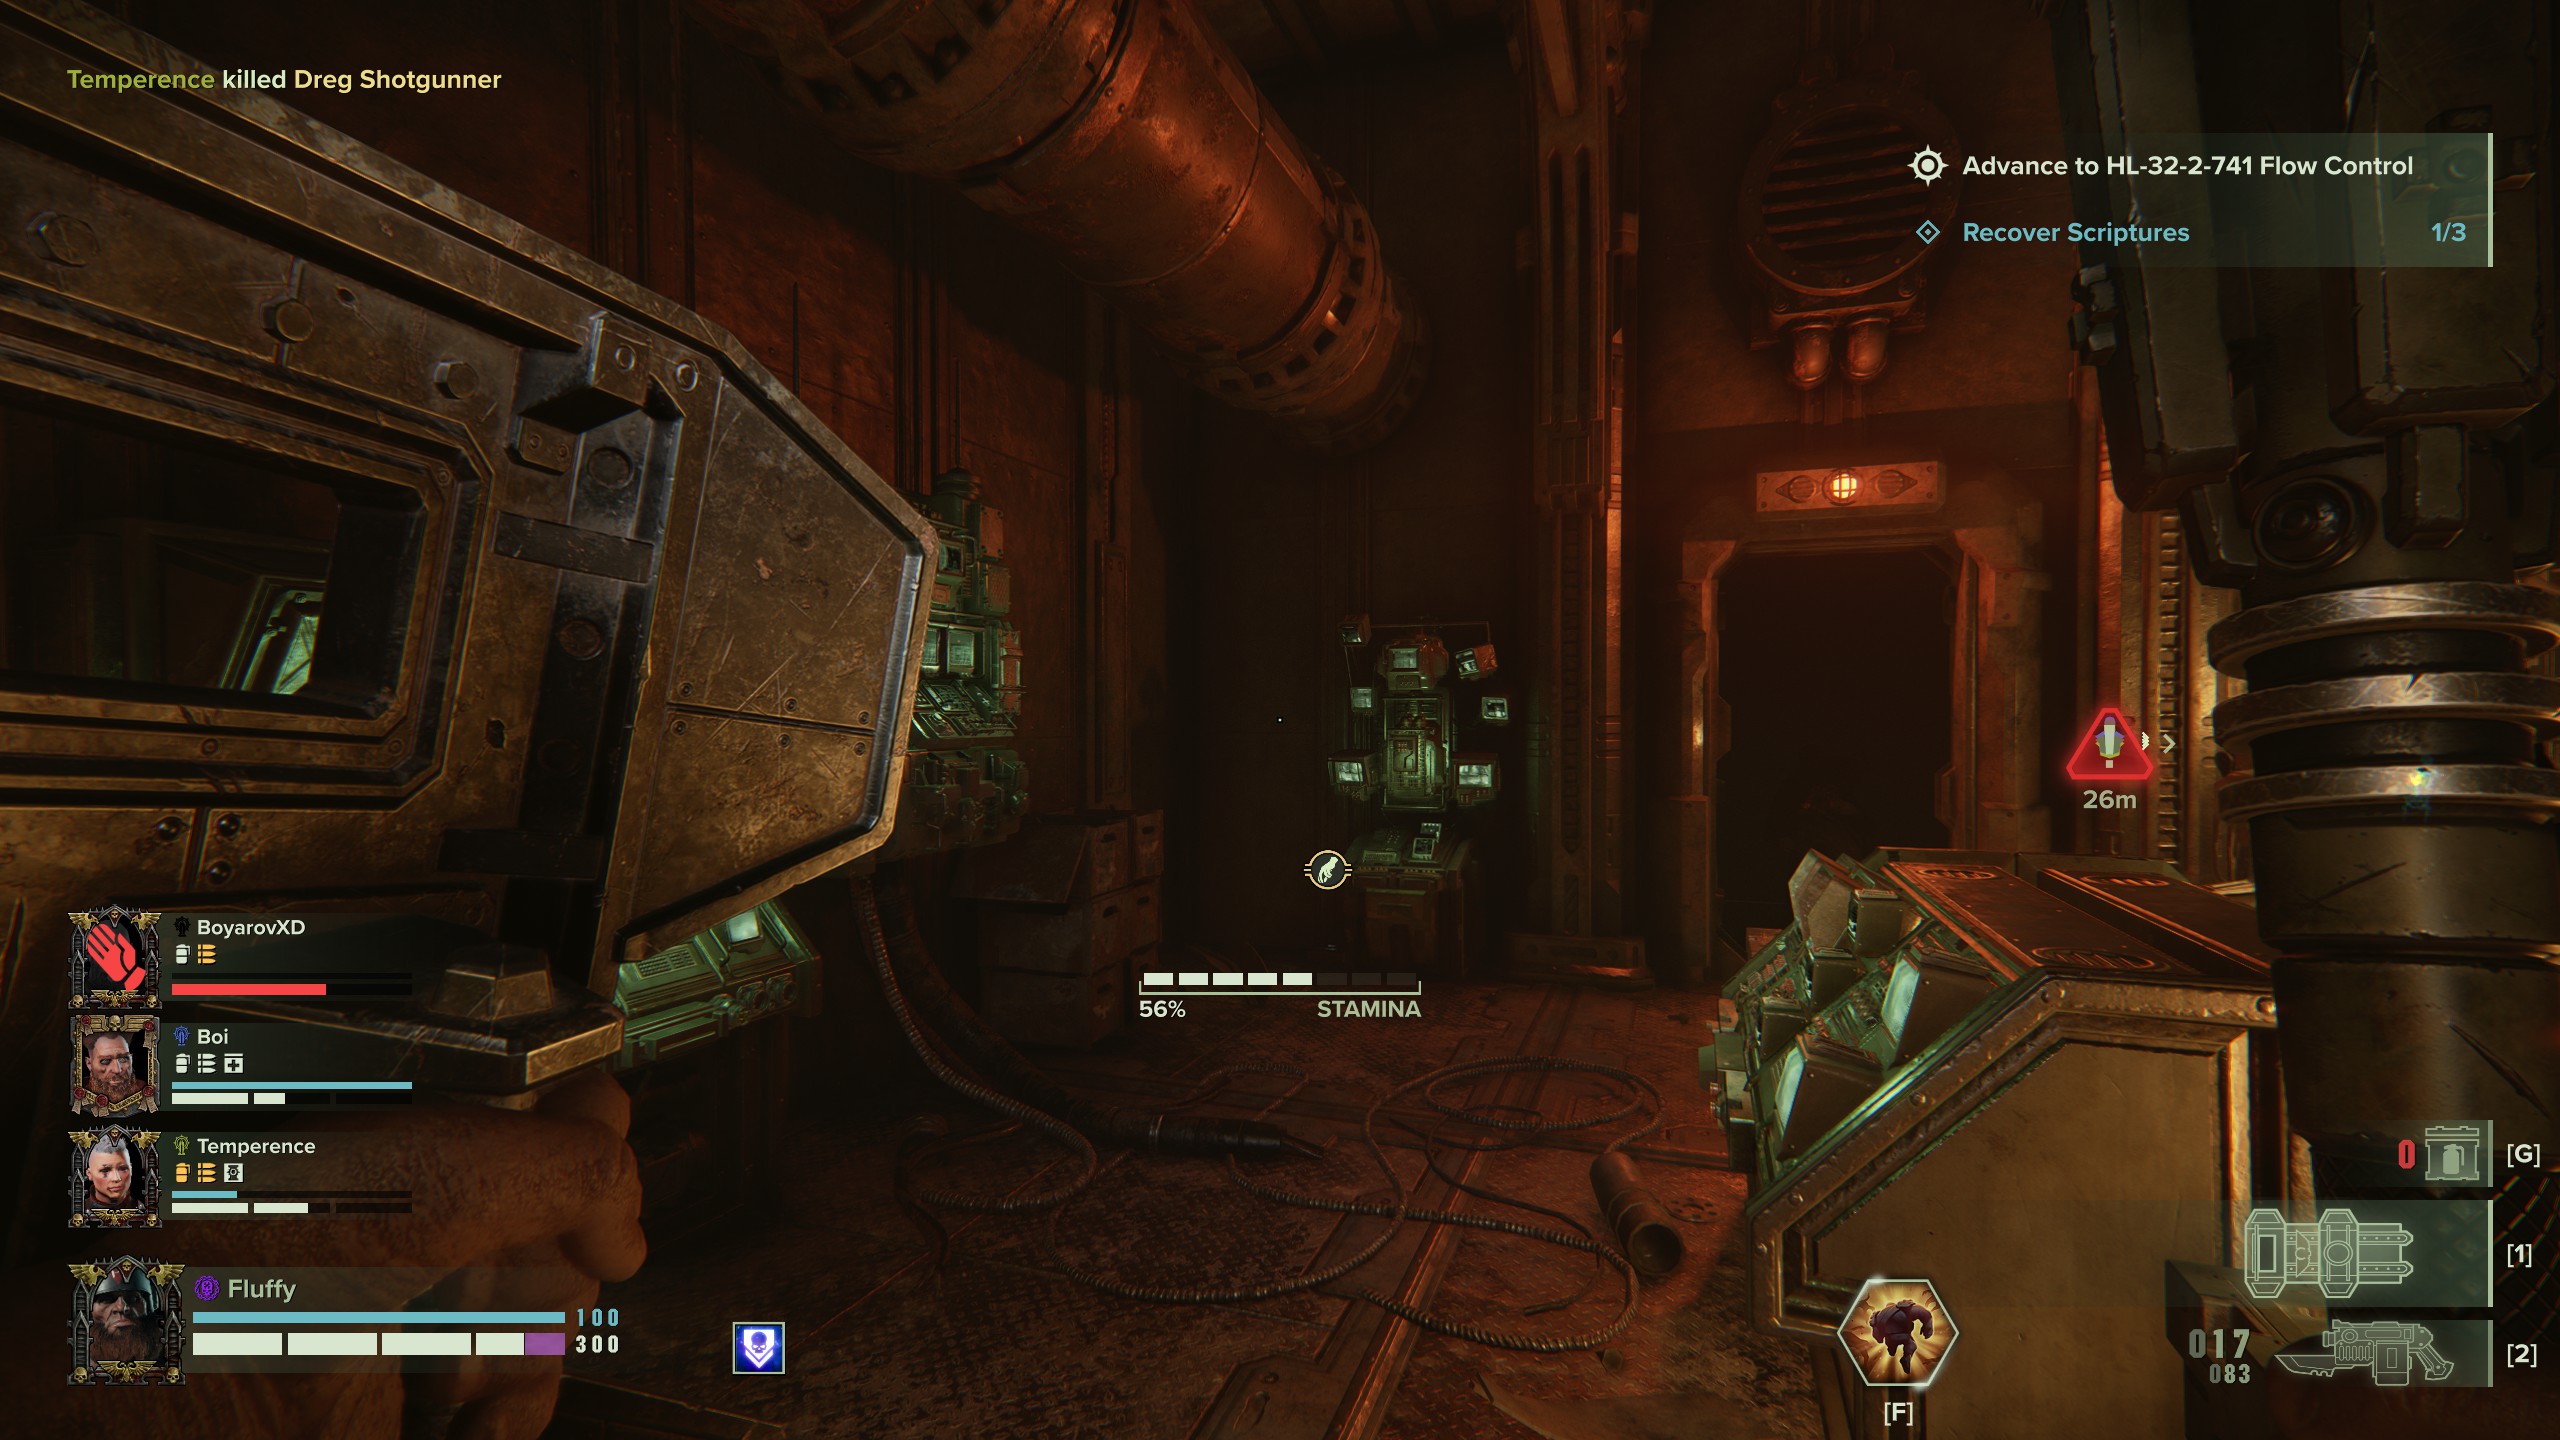 Temperence killed Dreg Shotgunner
Advance to HL-32-2-741 Flow Control
Recover Scriptures 1/3
26m
56% STAMINA
BoyarovXD
Boi
Temperence
Fluffy
100
300
[F]
0 [G]
[1]
017
083
[2]